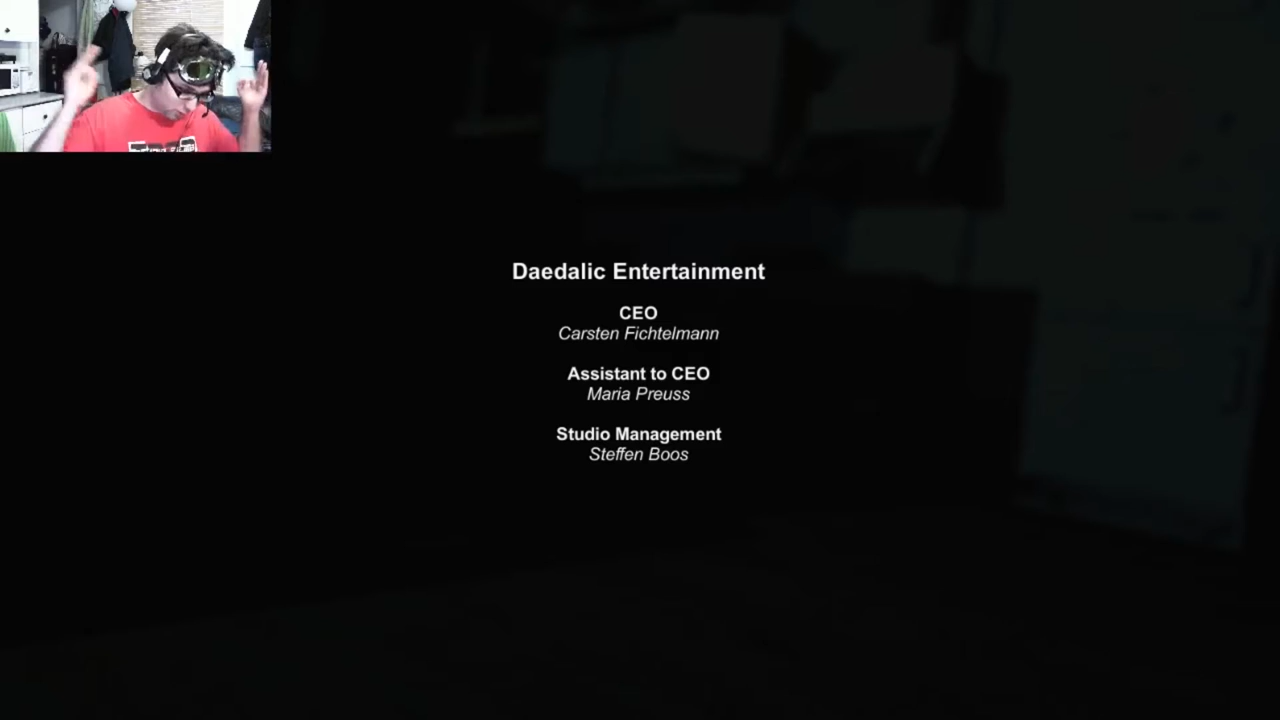 Daedalic Entertainment
CEO
Carsten Fichtelmann
Assistant to CEO
Maria Preuss
Studio Management
Steffen Boos